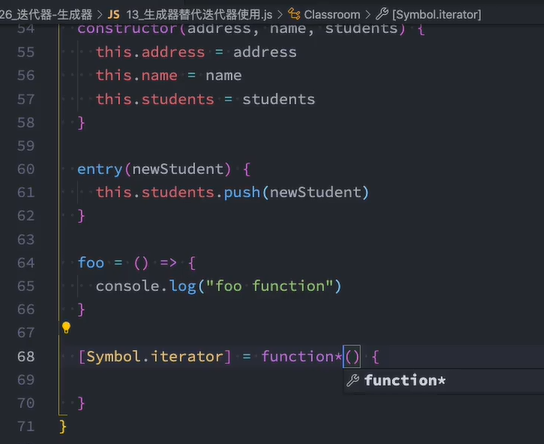 26_迭代器-生成器 > JS 13_生成器替代迭代器使用.js > Classroom > [Symbol.iterator]
54 constructor(address, name, students) {
55 this.address = address
56 this.name = name
57 this.students = students
58 }
59
60 entry(newStudent) {
61 this.students.push(newStudent)
62 }
63
64 foo = () => {
65 console.log("foo function")
66 }
67
68 [Symbol.iterator] = function*() {
69 function*
70 }
71 }